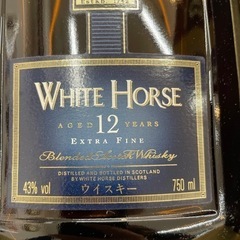 WHITE HORSE
AGED 12 YEARS
EXTRA FINE
Blended Scotch Whisky
DISTILLED AND BOTTLED IN SCOTLAND
BY WHITE HORSE DISTILLERS
43% vol ウイスキー 750 ml